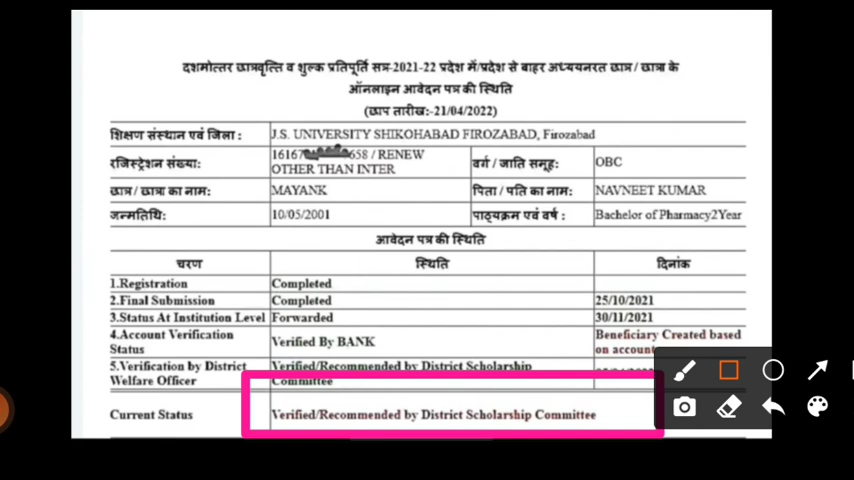 दशमोत्तर छात्रवृत्ति व शुल्क प्रतिपूर्ति सत्र-2021-22 प्रदेश में/प्रदेश से बाहर अध्ययनरत छात्र / छात्रा के
ऑनलाइन आवेदन पत्र की स्थिति
(छाप तारीख:-21/04/2022)
शिक्षण संस्थान एवं जिला : J.S. UNIVERSITY SHIKOHABAD FIROZABAD, Firozabad
रजिस्ट्रेशन संख्या: 658 / RENEW OTHER THAN INTER वर्ग / जाति समूह: OBC
छात्र / छात्रा का नाम: MAYANK पिता / पति का नाम: NAVNEET KUMAR
जन्मतिथि: 10/05/2001 पाठ्यक्रम एवं वर्ष : Bachelor of Pharmacy2Year
आवेदन पत्र की स्थिति
चरण स्थिति दिनांक
1.Registration Completed
2.Final Submission Completed 25/10/2021
3.Status At Institution Level Forwarded 30/11/2021
4.Account Verification Status Verified By BANK Beneficiary Created based on account
5.Verification by District Welfare Officer Verified/Recommended by District Scholarship Committee
Current Status Verified/Recommended by District Scholarship Committee